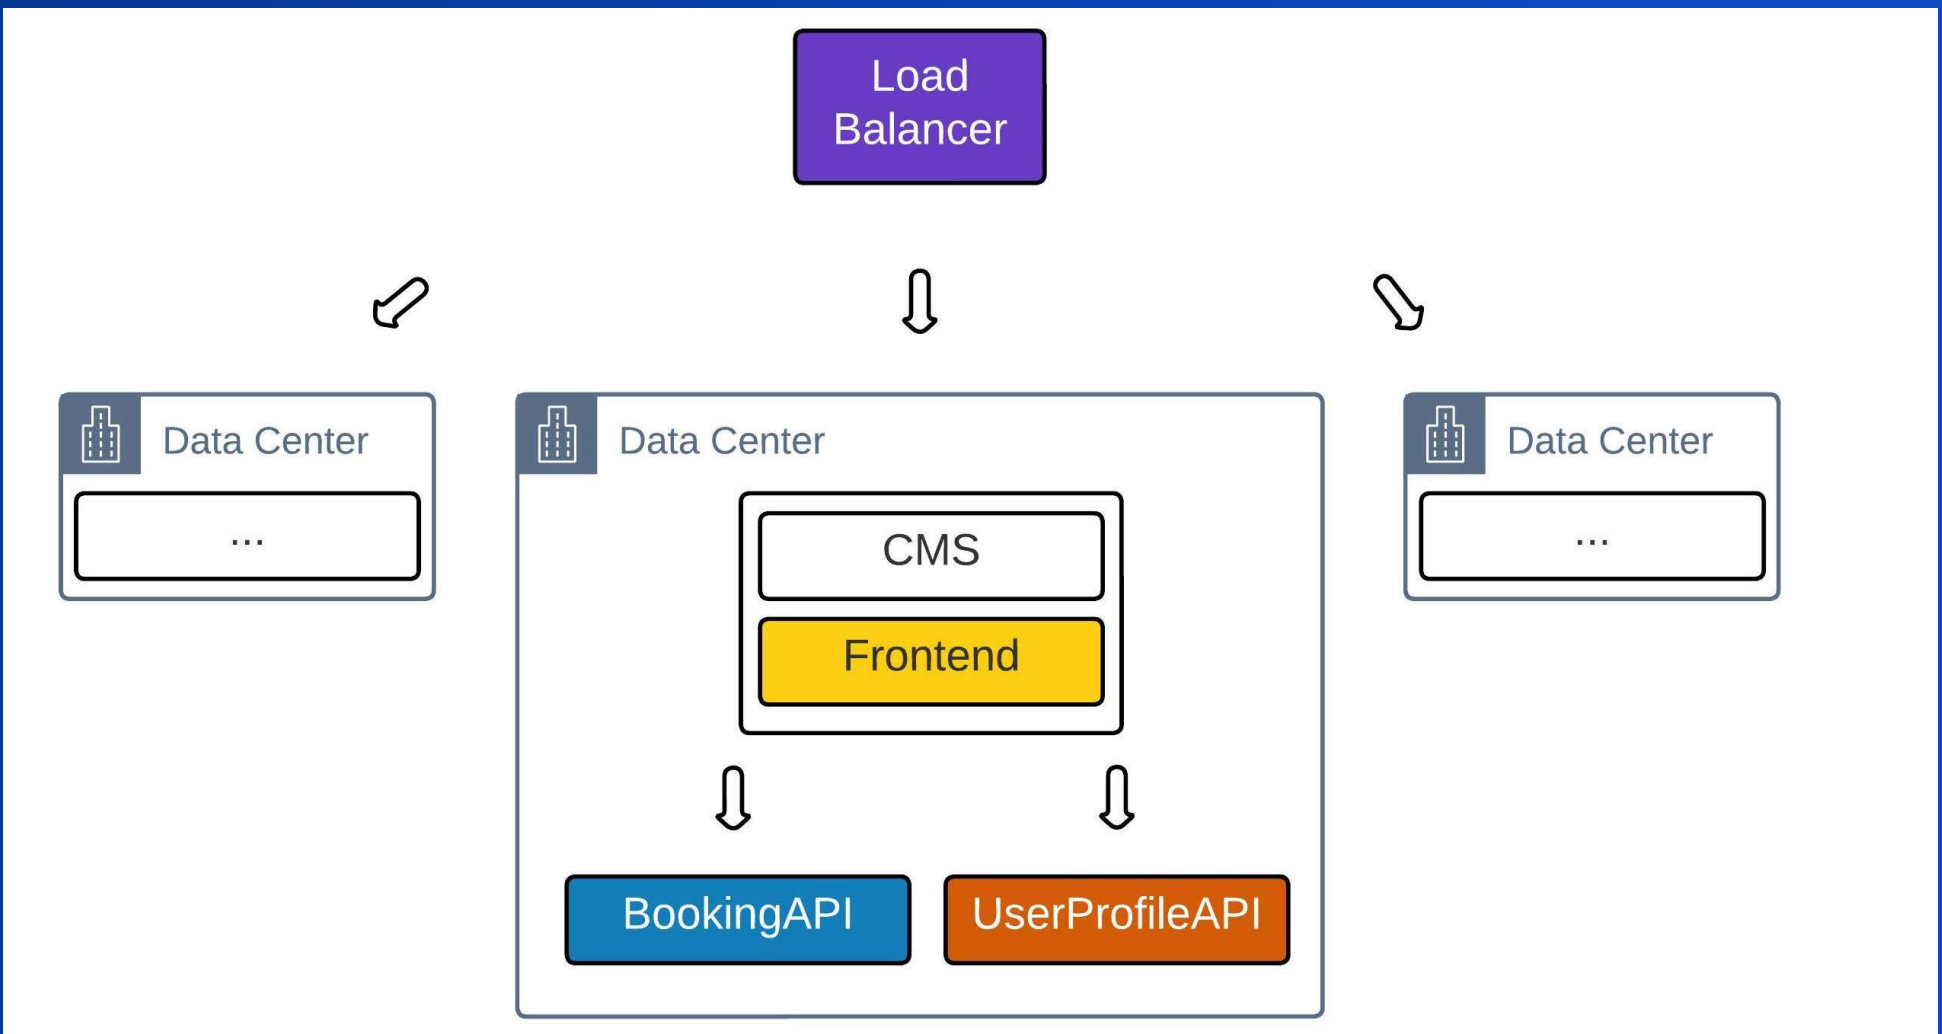 Load
Balancer
Data Center
...
Data Center
CMS
Frontend
BookingAPI
UserProfileAPI
Data Center
...